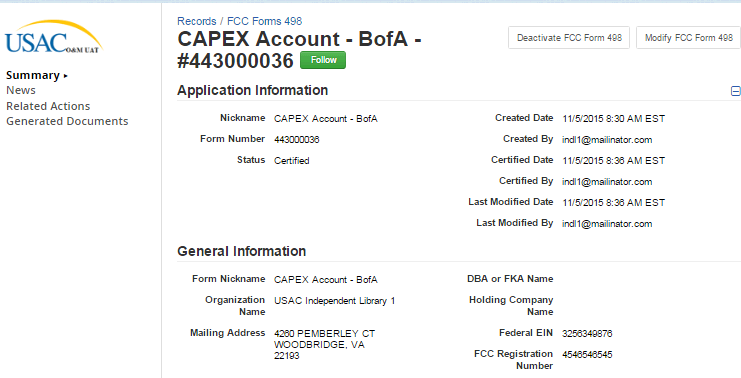 USAC O&M UAT
Summary ▸
News
Related Actions
Generated Documents
Records / FCC Forms 498
CAPEX Account - BofA -
#443000036 Follow
Deactivate FCC Form 498 Modify FCC Form 498
Application Information
Nickname CAPEX Account - BofA
Form Number 443000036
Status Certified
Created Date 11/5/2015 8:30 AM EST
Created By indl1@mailinator.com
Certified Date 11/5/2015 8:36 AM EST
Certified By indl1@mailinator.com
Last Modified Date 11/5/2015 8:36 AM EST
Last Modified By indl1@mailinator.com
General Information
Form Nickname CAPEX Account - BofA
Organization Name USAC Independent Library 1
Mailing Address 4260 PEMBERLEY CT
WOODBRIDGE, VA
22193
DBA or FKA Name
Holding Company
Name
Federal EIN 3256349876
FCC Registration Number 4546546545